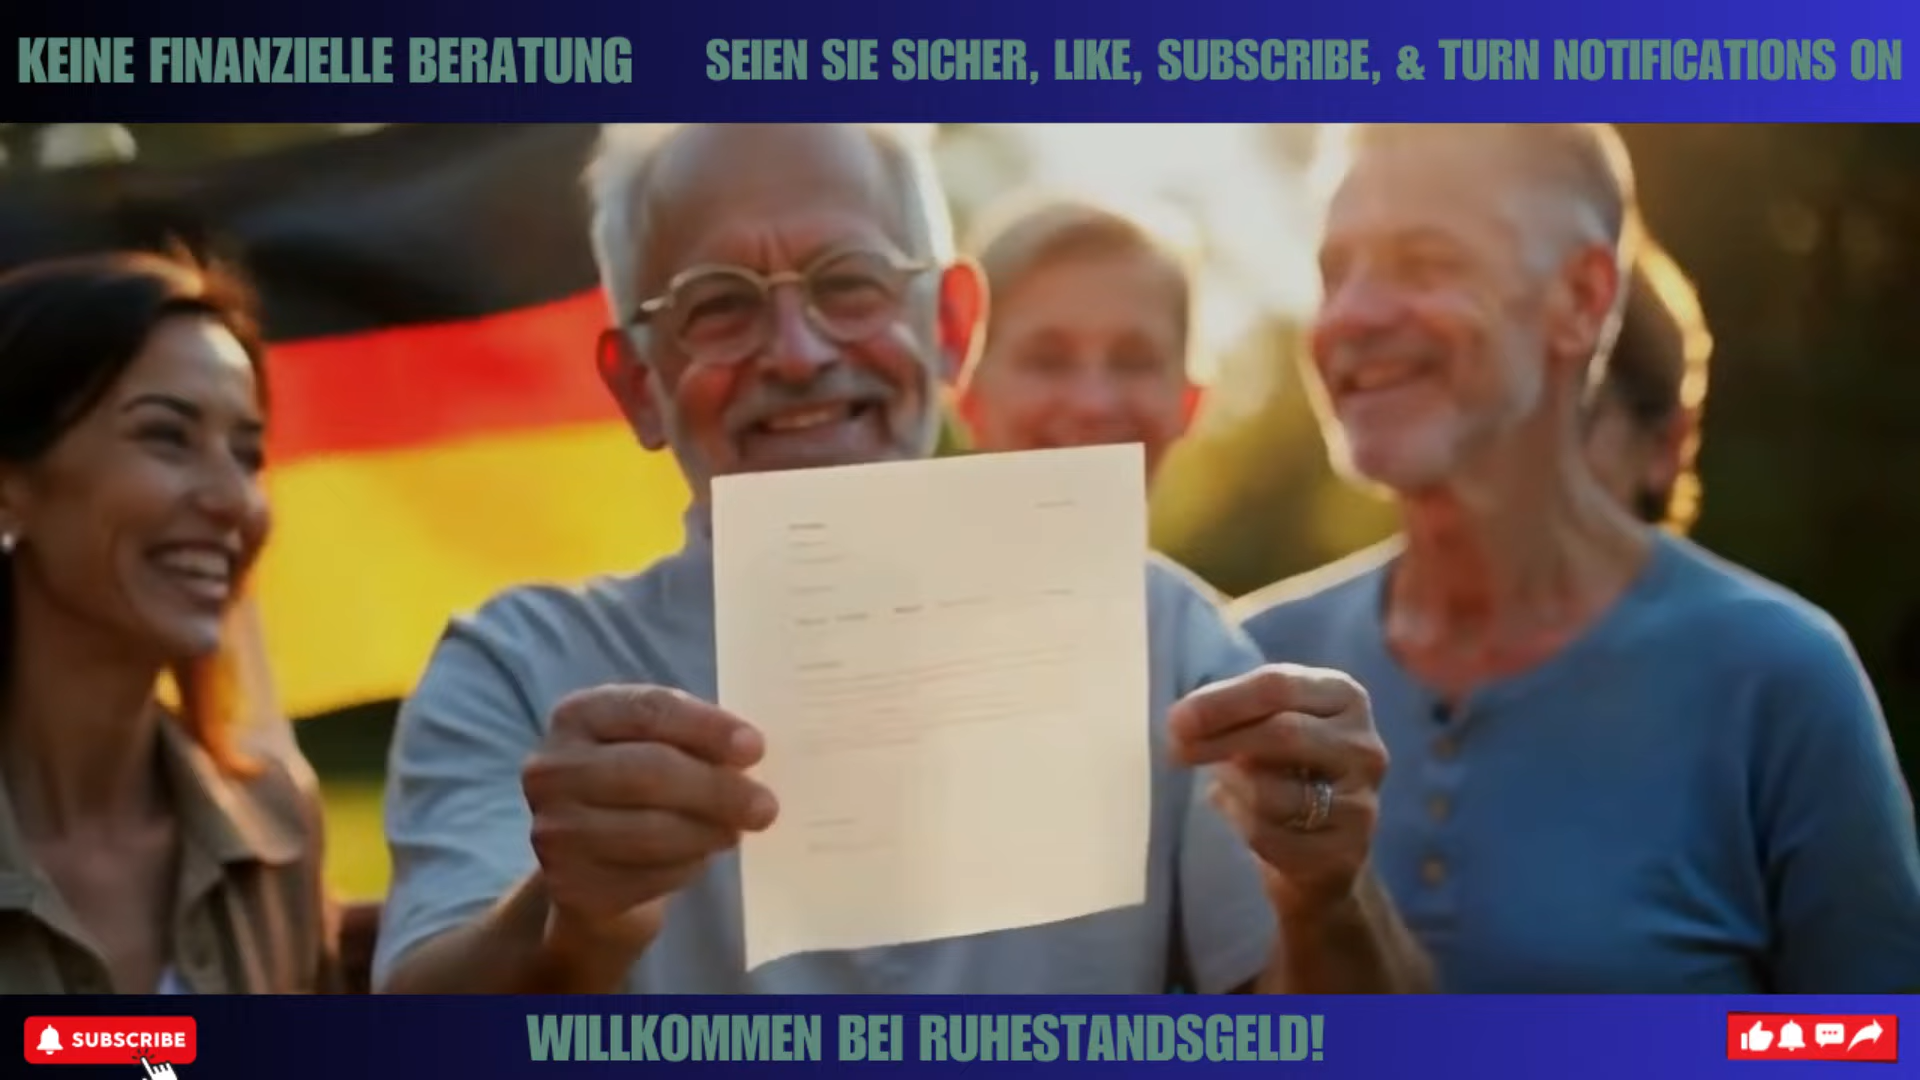 KEINE FINANZIELLE BERATUNG
SEIEN SIE SICHER, LIKE, SUBSCRIBE, & TURN NOTIFICATIONS ON
SUBSCRIBE
WILLKOMMEN BEI RUHESTANDSGELD!